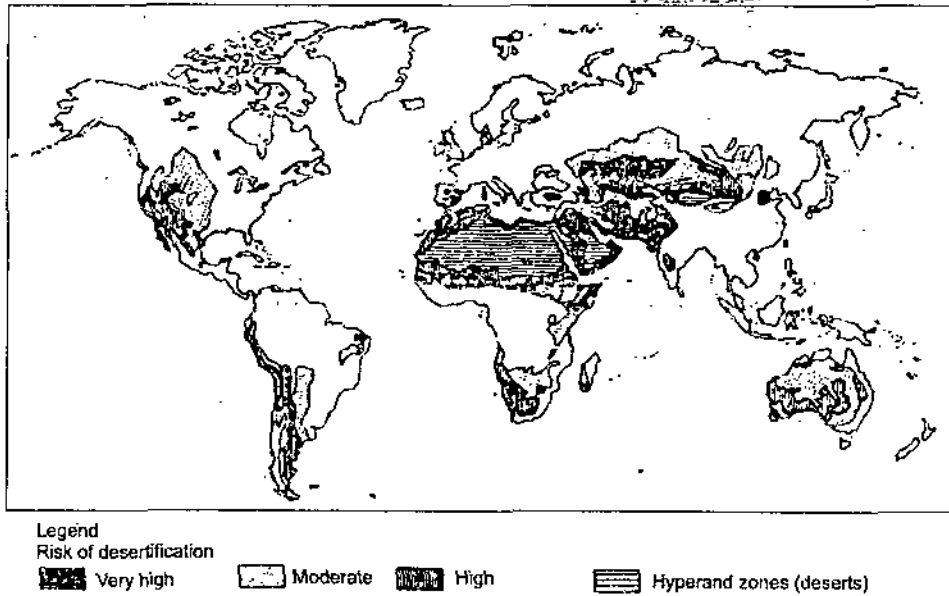 Legend
Risk of desertification
Very high Moderate High Hyperand zones (deserts)